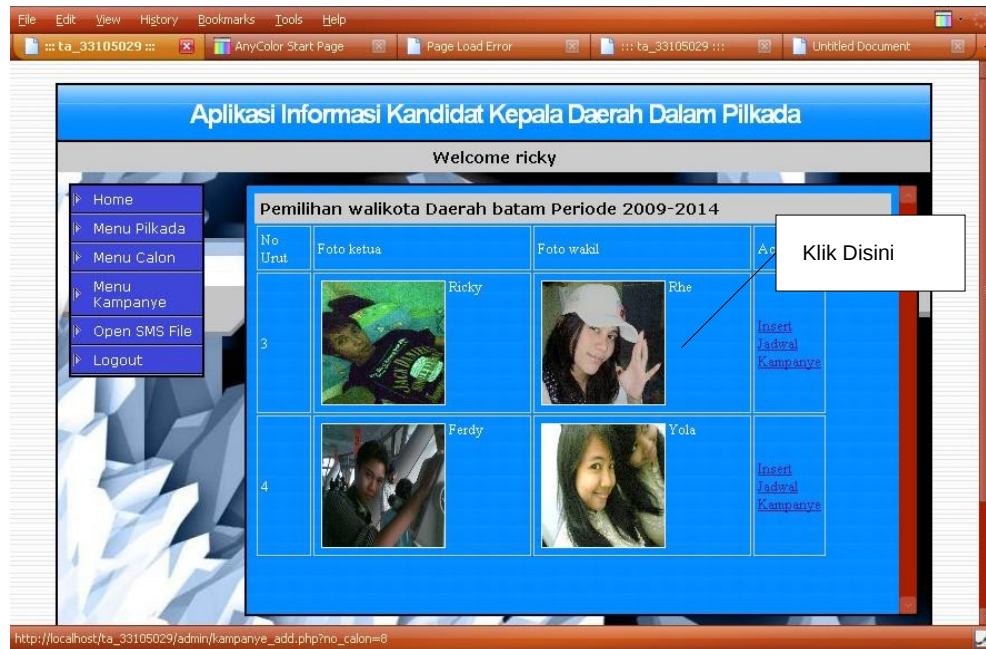 File Edit View History Bookmarks Tools Help
::: ta_33105029 ::: AnyColor Start Page Page Load Error ::: ta_33105029 ::: Untitled Document
Aplikasi Informasi Kandidat Kepala Daerah Dalam Pilkada
Welcome ricky
Home
Menu Pilkada
Menu Calon
Menu
Kampanye
Open SMS File
Logout
Pemilihan walikota Daerah batam Periode 2009-2014
No
Urut
Foto ketua
Foto wakil
Klik Disini
3
Ricky
Rhe
Insert
Jadwal
Kampanye
4
Ferdy
Yola
Insert
Jadwal
Kampanye
http://localhost/ta_33105029/admin/kampanye_add.php?no_calon=8